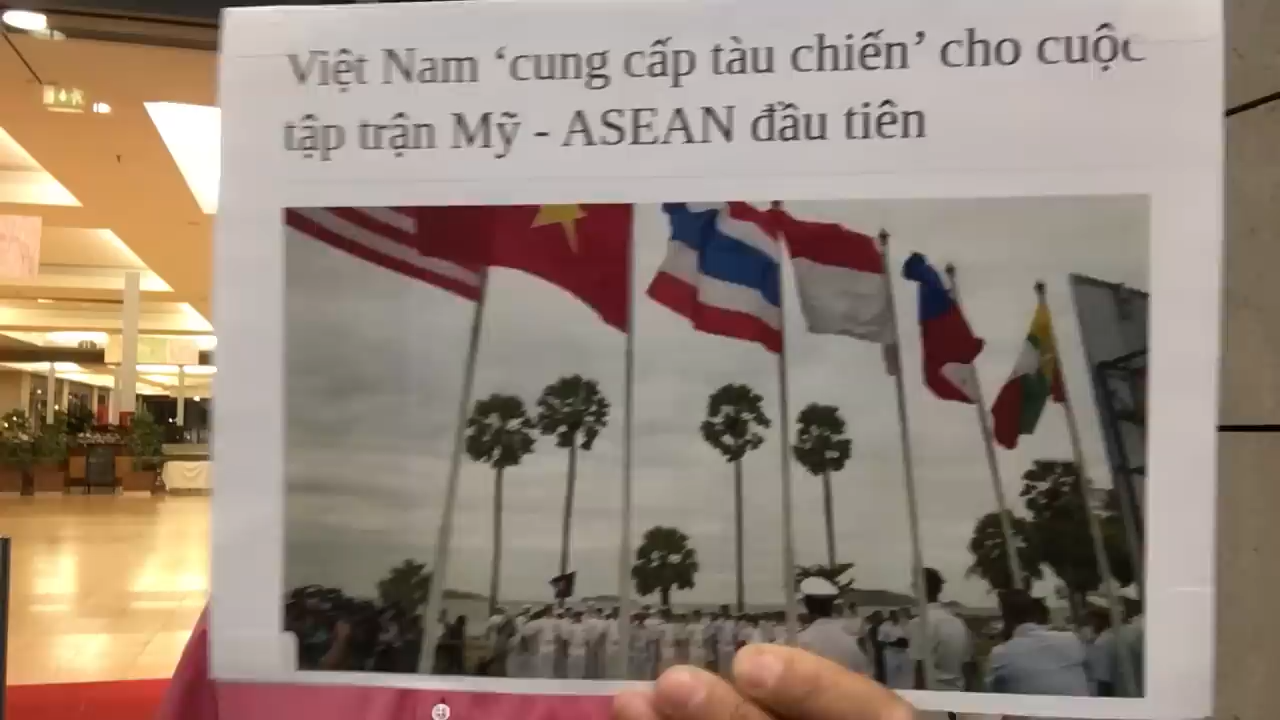 Việt Nam ‘cung cấp tàu chiến’ cho cuộc
tập trận Mỹ - ASEAN đầu tiên